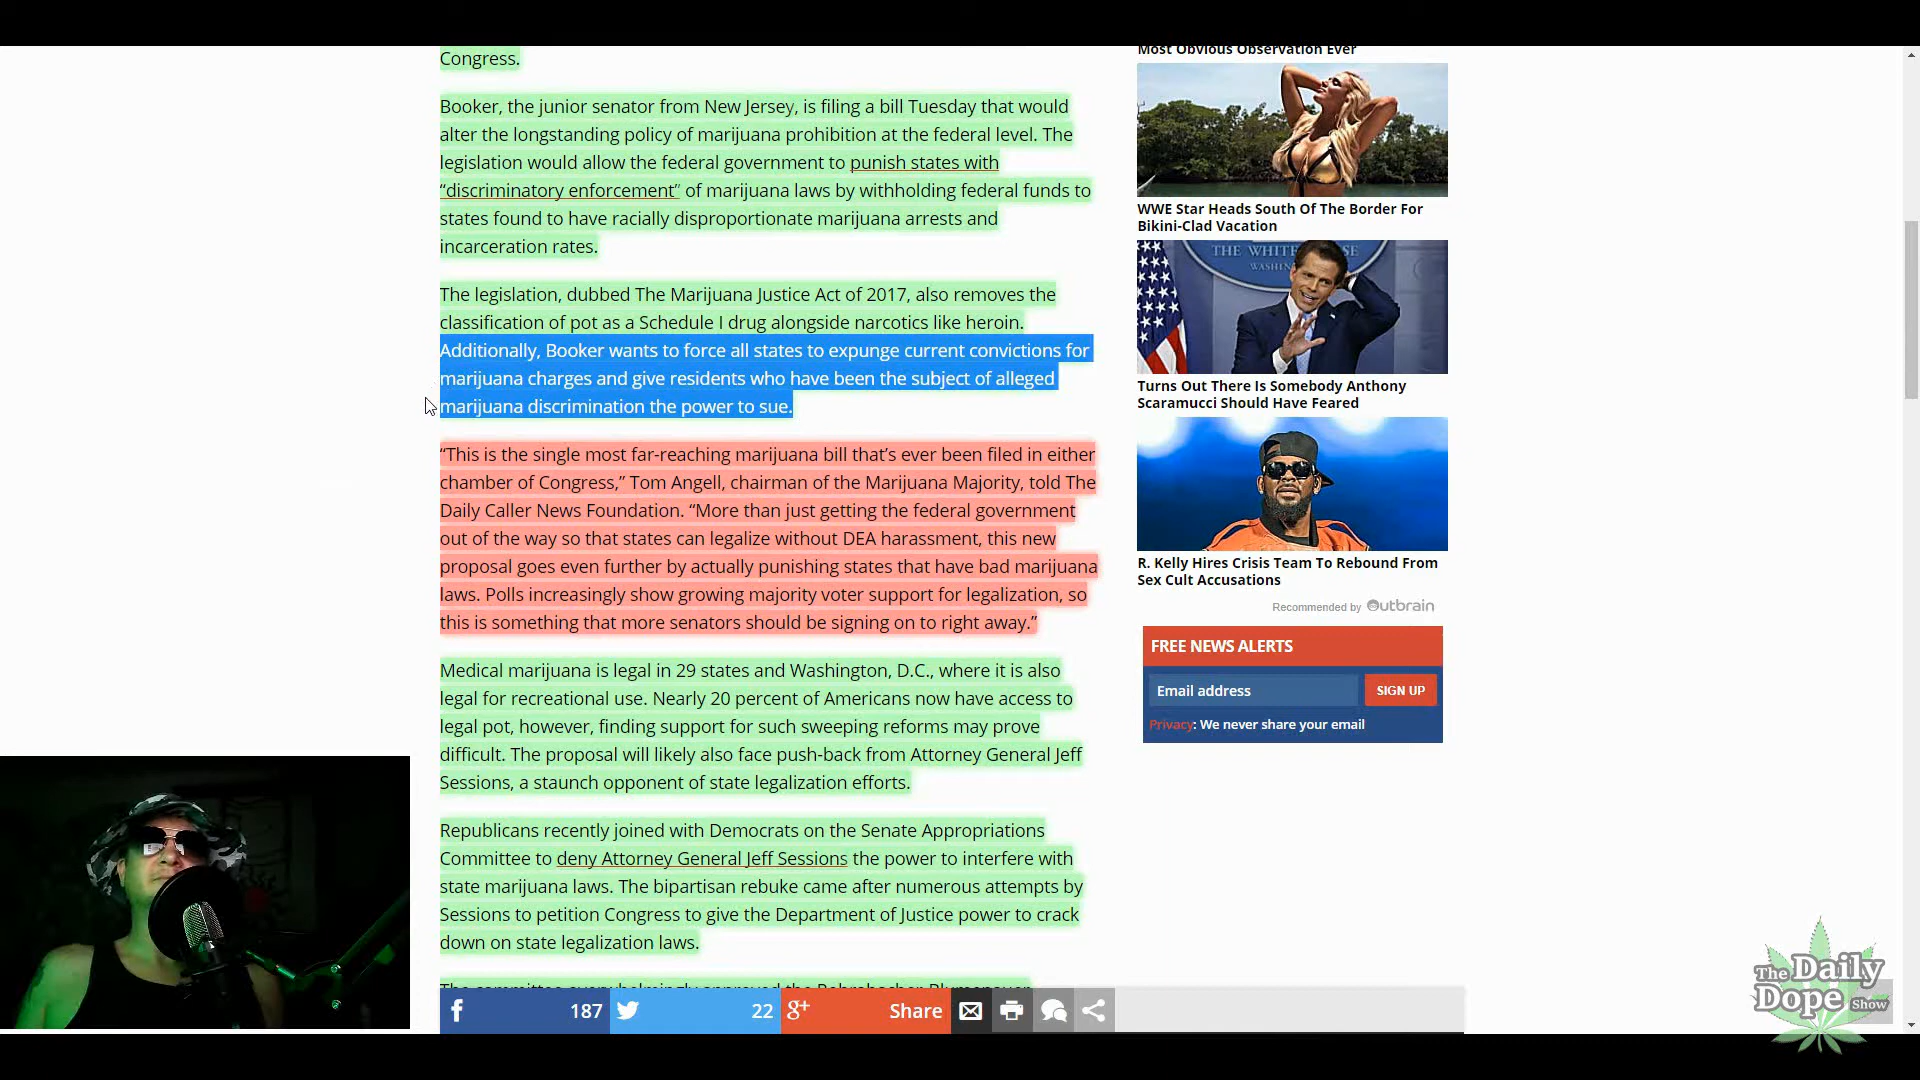 Congress.
Booker, the junior senator from New Jersey, is filing a bill Tuesday that would
alter the longstanding policy of marijuana prohibition at the federal level. The
legislation would allow the federal government to punish states with
“discriminatory enforcement” of marijuana laws by withholding federal funds to
states found to have racially disproportionate marijuana arrests and
incarceration rates.
The legislation, dubbed The Marijuana Justice Act of 2017, also removes the
classification of pot as a Schedule I drug alongside narcotics like heroin.
Additionally, Booker wants to force all states to expunge current convictions for
marijuana charges and give residents who have been the subject of alleged
marijuana discrimination the power to sue.
“This is the single most far-reaching marijuana bill that’s ever been filed in either
chamber of Congress,” Tom Angell, chairman of the Marijuana Majority, told The
Daily Caller News Foundation. “More than just getting the federal government
out of the way so that states can legalize without DEA harassment, this new
proposal goes even further by actually punishing states that have bad marijuana
laws. Polls increasingly show growing majority voter support for legalization, so
this is something that more senators should be signing on to right away.”
Medical marijuana is legal in 29 states and Washington, D.C., where it is also
legal for recreational use. Nearly 20 percent of Americans now have access to
legal pot, however, finding support for such sweeping reforms may prove
difficult. The proposal will likely also face push-back from Attorney General Jeff
Sessions, a staunch opponent of state legalization efforts.
Republicans recently joined with Democrats on the Senate Appropriations
Committee to deny Attorney General Jeff Sessions the power to interfere with
state marijuana laws. The bipartisan rebuke came after numerous attempts by
Sessions to petition Congress to give the Department of Justice power to crack
down on state legalization laws.
187
22
Share
Most Obvious Observation Ever
WWE Star Heads South Of The Border For
Bikini-Clad Vacation
THE WHITE HOUSE
WASHING
Turns Out There Is Somebody Anthony
Scaramucci Should Have Feared
R. Kelly Hires Crisis Team To Rebound From
Sex Cult Accusations
Recommended by Outbrain
FREE NEWS ALERTS
Email address
SIGN UP
Privacy: We never share your email
The Daily
Dope Show